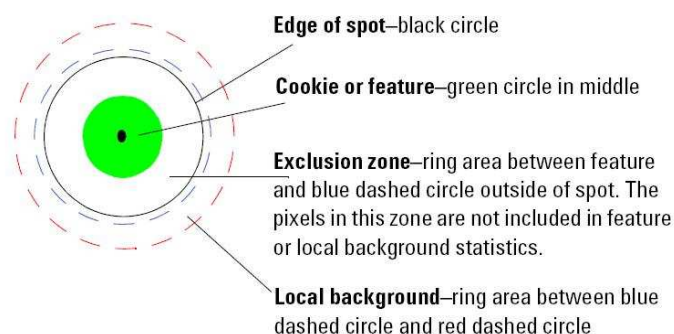 Edge of spot–black circle
Cookie or feature–green circle in middle
Exclusion zone–ring area between feature
and blue dashed circle outside of spot. The
pixels in this zone are not included in feature
or local background statistics.
Local background–ring area between blue
dashed circle and red dashed circle